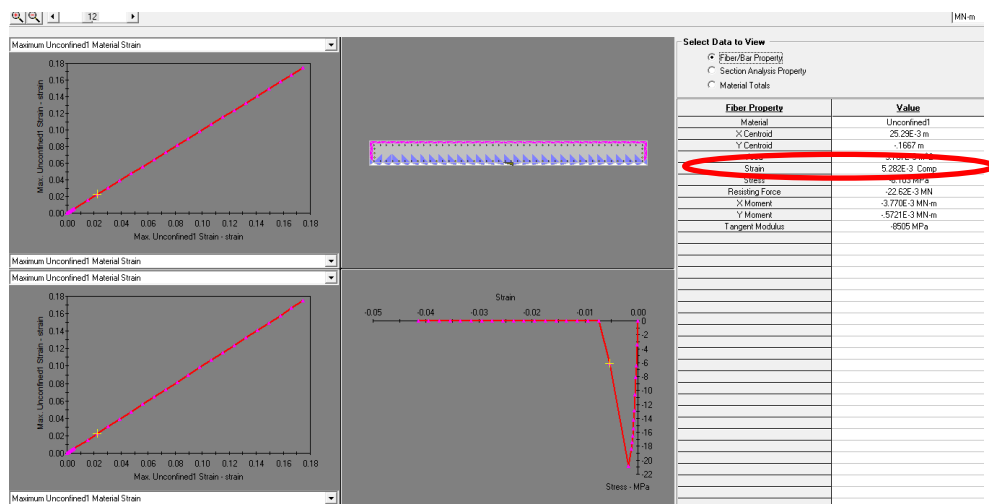 12
MN-m
Maximum Unconfined1 Material Strain
Max. Unconfined1 Strain - strain
0.18
0.16
0.14
0.12
0.10
0.08
0.06
0.04
0.02
0.00
0.00 0.02 0.04 0.06 0.08 0.10 0.12 0.14 0.16 0.18
Max. Unconfined1 Strain - strain
Maximum Unconfined1 Material Strain
Maximum Unconfined1 Material Strain
Max. Unconfined1 Strain - strain
0.18
0.16
0.14
0.12
0.10
0.08
0.06
0.04
0.02
0.00
0.00 0.02 0.04 0.06 0.08 0.10 0.12 0.14 0.16 0.18
Max. Unconfined1 Strain - strain
Maximum Unconfined1 Material Strain
Strain
-0.05 -0.04 -0.03 -0.02 -0.01 0.00
0
-2
-4
-6
-8
-10
-12
-14
-16
-18
-20
-22
Stress - MPa
Select Data to View
Fiber/Bar Property
Section Analysis Property
Material Totals
Fiber Property Value
Material Unconfined1
X Centroid 25.29E-3 m
Y Centroid -.1667 m
Strain 5.282E-3 Comp
Stress -6.103 MPa
Resisting Force -22.62E-3 MN
X Moment -3.770E-3 MN-m
Y Moment -.5721E-3 MN-m
Tangent Modulus -8505 MPa